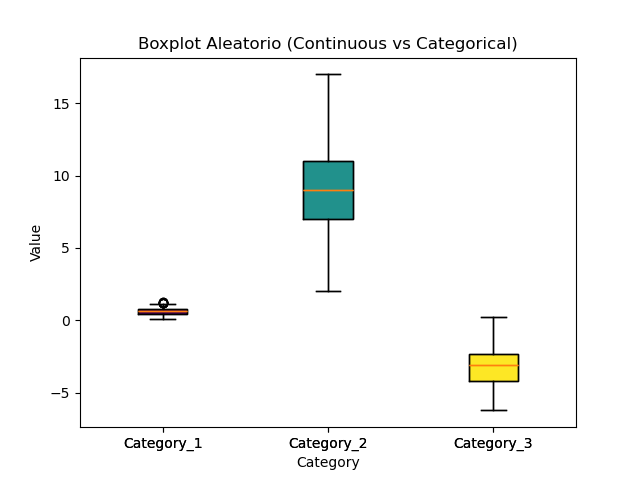 Boxplot Aleatorio (Continuous vs Categorical)
15
10
5
0
−5
Value
Category_1
Category_2
Category_3
Category